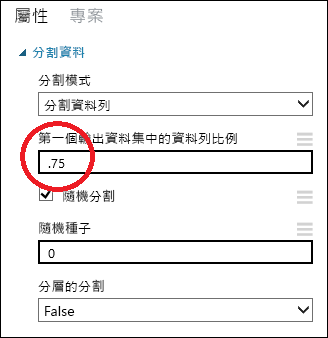 屬性 專案
分割資料
分割模式
分割資料列
第一個輸出資料集中的資料列比例
.75
隨機分割
隨機種子
0
分層的分割
False